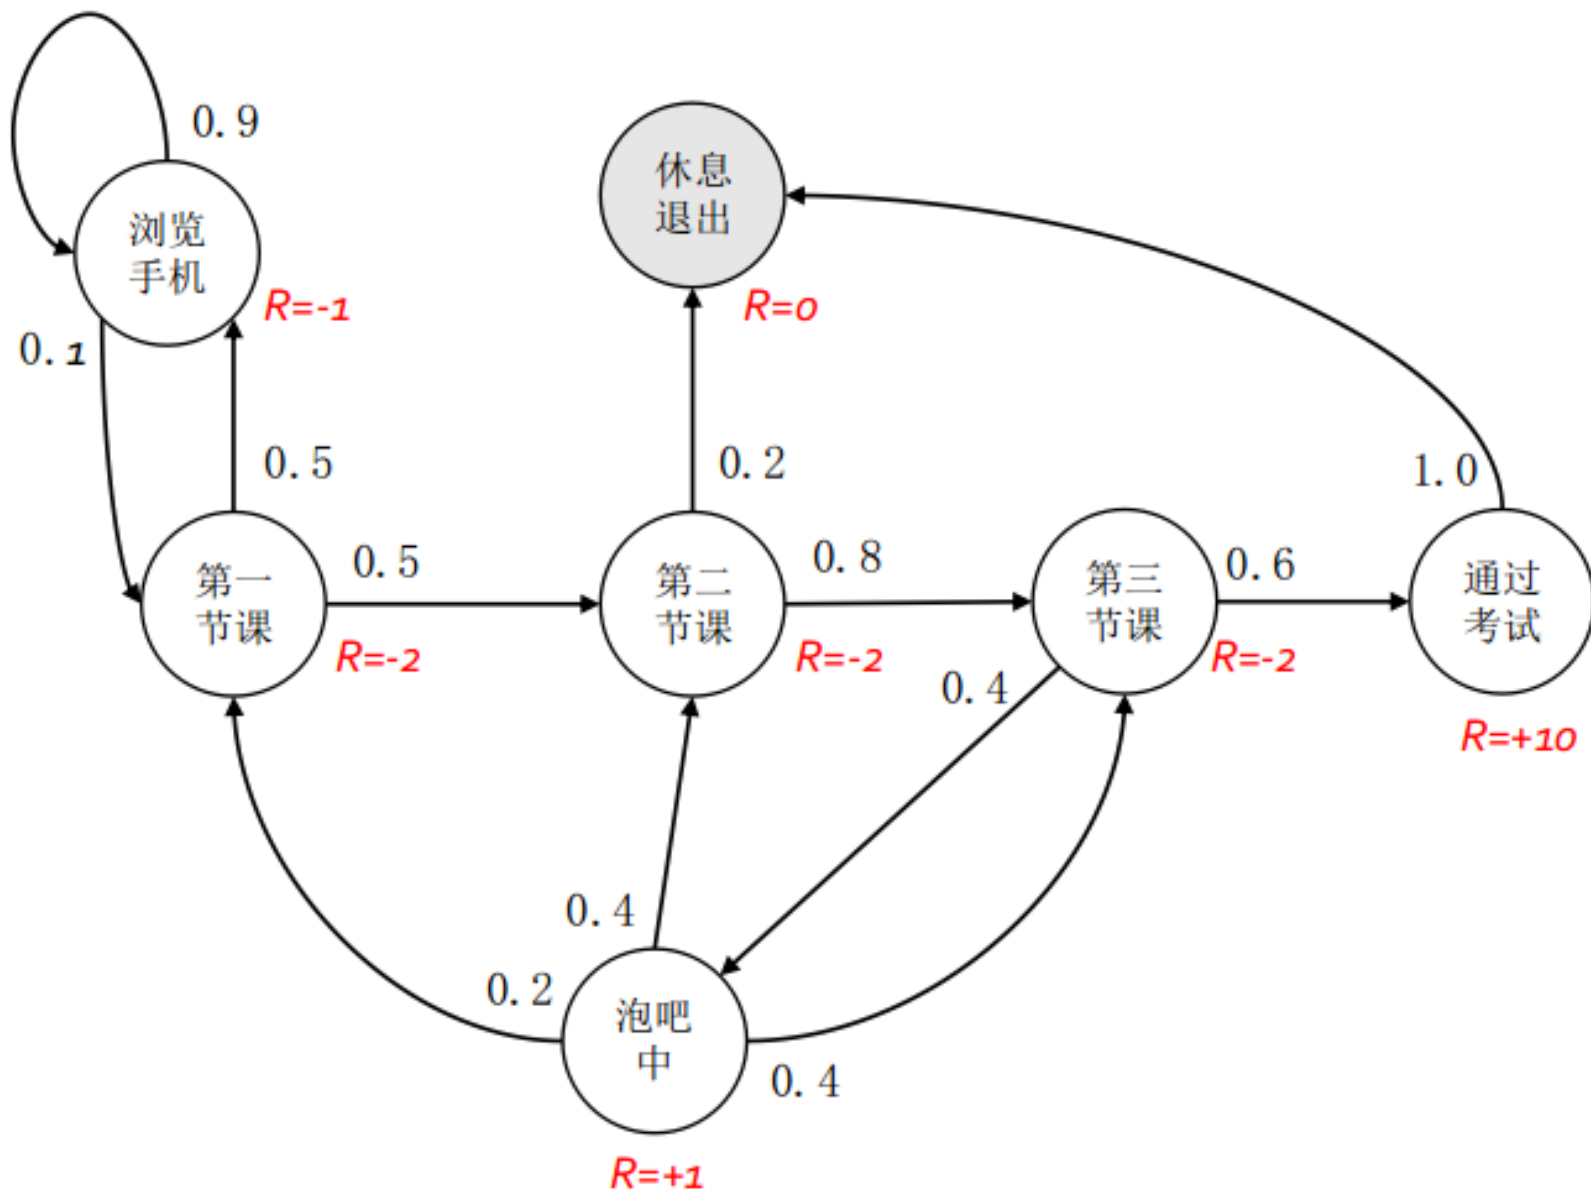 0.9
浏览
手机
R=-1
0.1
休息
退出
R=0
0.5
0.2
1.0
第一
节课
R=-2
0.5
第二
节课
R=-2
0.8
第三
节课
R=-2
0.6
通过
考试
R=+10
0.4
0.4
0.2
泡吧
中
0.4
R=+1